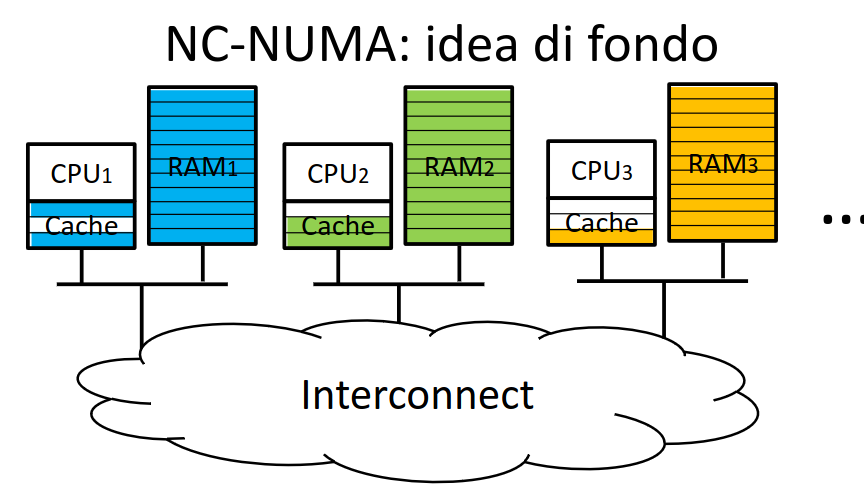 NC-NUMA: idea di fondo
CPU1
Cache
RAM1
CPU2
Cache
RAM2
CPU3
Cache
RAM3
...
Interconnect